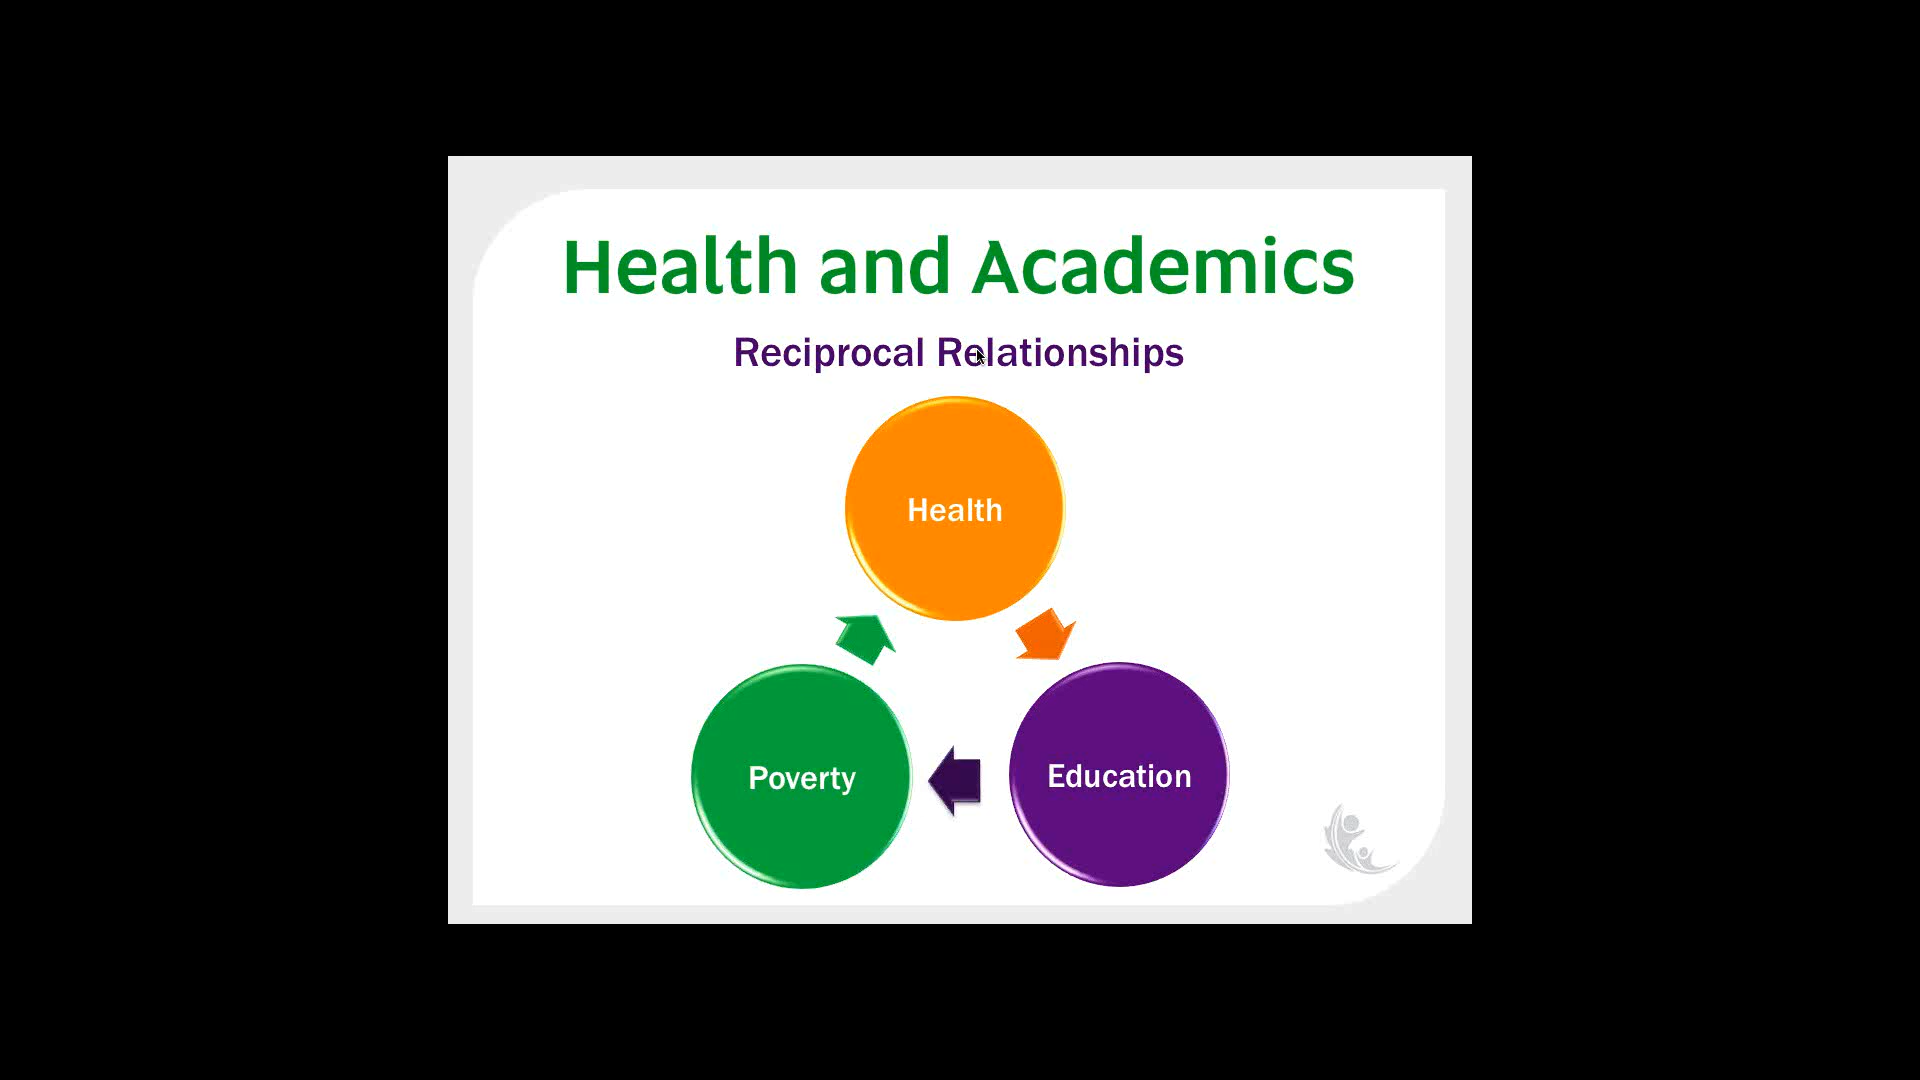 Health and Academics
Reciprocal Relationships
Health
Poverty
Education